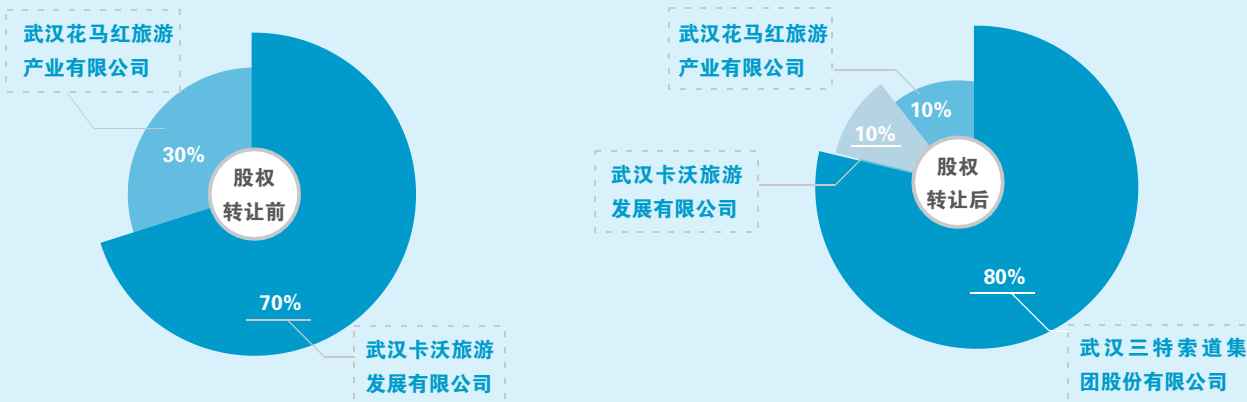 武汉花马红旅游
产业有限公司
30%
股权
转让前
70%
武汉卡沃旅游
发展有限公司
武汉花马红旅游
产业有限公司
10%
10%
武汉卡沃旅游
发展有限公司
股权
转让后
80%
武汉三特索道集
团股份有限公司